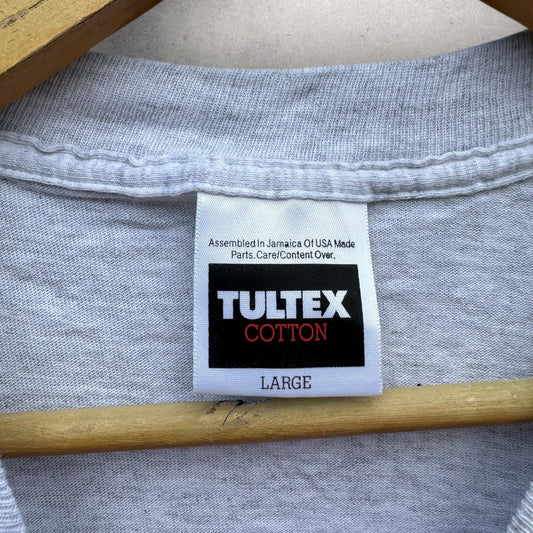 Assembled In Jamaica Of USA Made
Parts. Care/Content Over.
TULTEX
COTTON
LARGE